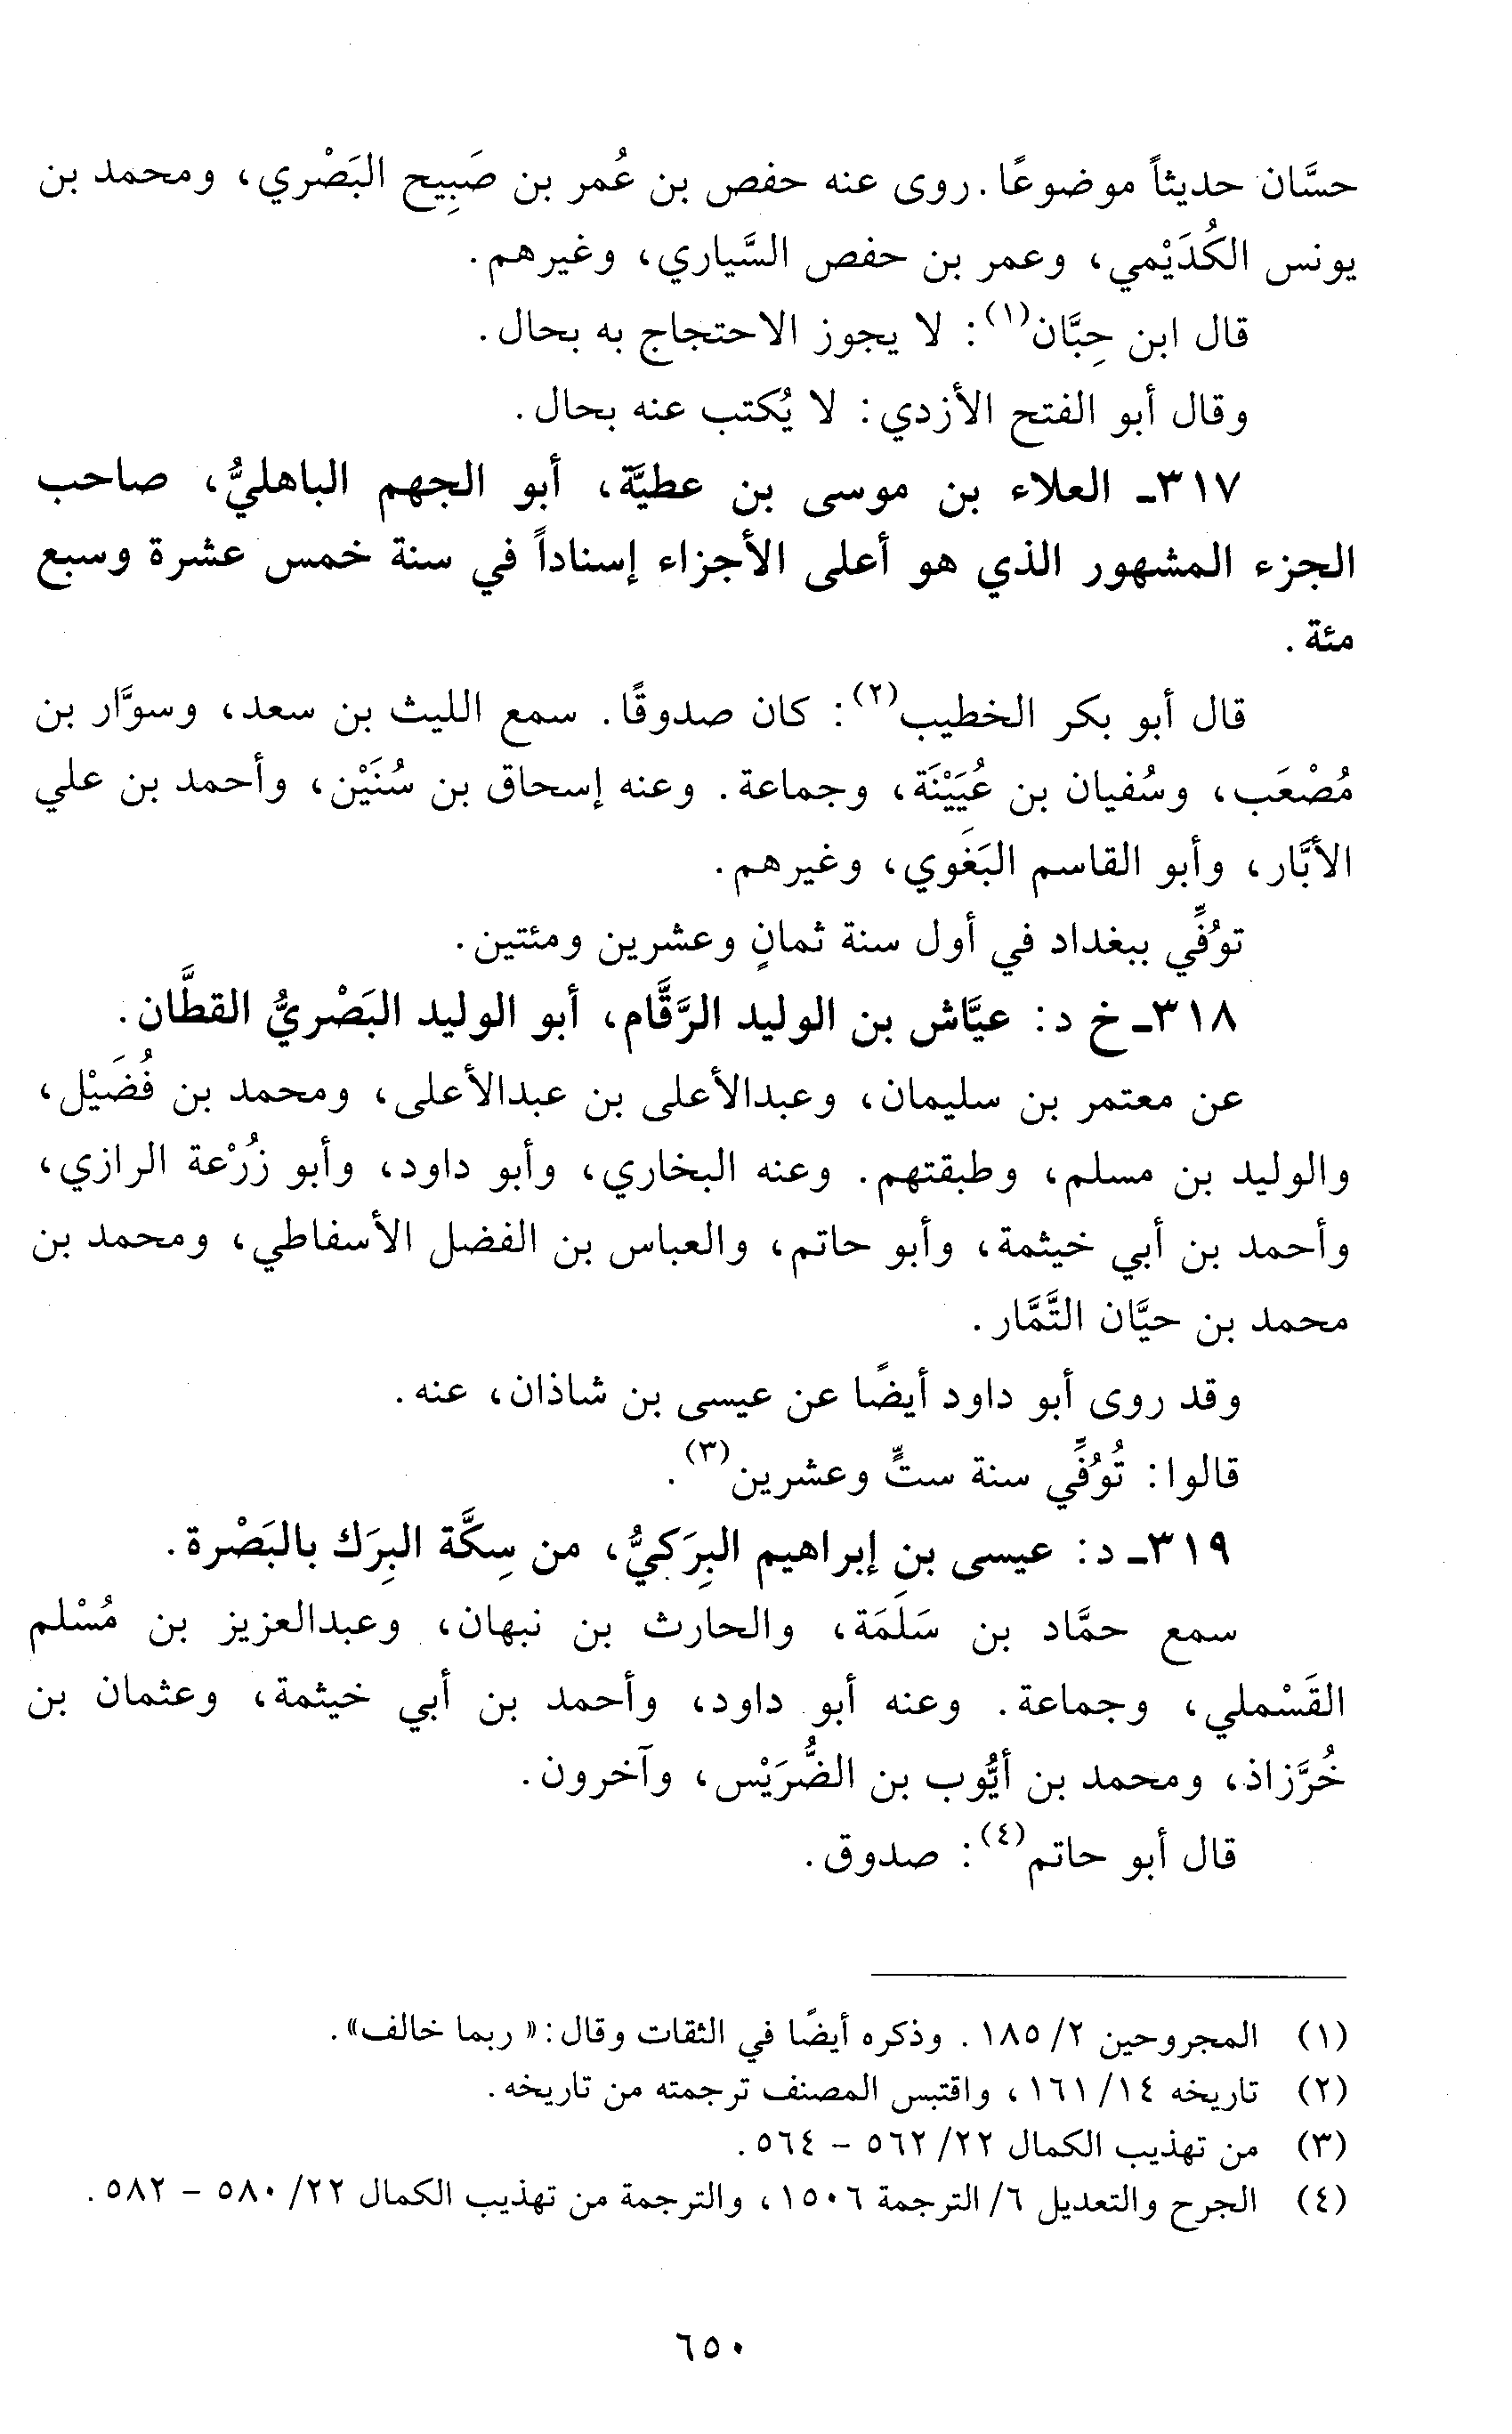 حسَّان حديثاً موضوعًا. روى عنه حفص بن عُمر بن صَبِيح البَصْري، ومحمد بن
يونس الكُدَيْمي، وعمر بن حفص السَّياري، وغيرهم.
قال ابن حِبَّان(١): لا يجوز الاحتجاج به بحال.
وقال أبو الفتح الأزدي: لا يُكتب عنه بحال.
٣١٧ـ العلاء بن موسى بن عطيَّة، أبو الجهم الباهليُّ، صاحب
الجزء المشهور الذي هو أعلى الأجزاء إسناداً في سنة خمس عشرة وسبع
مئة.
قال أبو بكر الخطيب(٢): كان صدوقًا. سمع الليث بن سعد، وسوَّار بن
مُصْعَب، وسُفيان بن عُيَيْنَة، وجماعة. وعنه إسحاق بن سُنَيْن، وأحمد بن علي
الأبَّار، وأبو القاسم البَغَوي، وغيرهم.
توُفِّي ببغداد في أول سنة ثمانٍ وعشرين ومئتين.
٣١٨ـ خ د: عيَّاش بن الوليد الرَّقَّام، أبو الوليد البَصْريُّ القطَّان.
عن معتمر بن سليمان، وعبدالأعلى بن عبدالأعلى، ومحمد بن فُضَيْل،
والوليد بن مسلم، وطبقتهم. وعنه البخاري، وأبو داود، وأبو زُرْعة الرازي،
وأحمد بن أبي خيثمة، وأبو حاتم، والعباس بن الفضل الأسفاطي، ومحمد بن
محمد بن حيَّان التَّمَّار.
وقد روى أبو داود أيضًا عن عيسى بن شاذان، عنه.
قالوا: تُوُفِّي سنة ستٍّ وعشرين(٣).
٣١٩ـ د: عيسى بن إبراهيم البِرَكيُّ، من سِكَّة البِرَك بالبَصْرة.
سمع حمَّاد بن سَلَمَة، والحارث بن نبهان، وعبدالعزيز بن مُسْلم
القَسْملي، وجماعة. وعنه أبو داود، وأحمد بن أبي خيثمة، وعثمان بن
خُرَّزاذ، ومحمد بن أيُّوب بن الضُّرَيْس، وآخرون.
قال أبو حاتم(٤): صدوق.
(١) المجروحين ٢/ ١٨٥. وذكره أيضًا في الثقات وقال: «ربما خالف».
(٢) تاريخه ١٤/ ١٦١، واقتبس المصنف ترجمته من تاريخه.
(٣) من تهذيب الكمال ٢٢/ ٥٦٢ - ٥٦٤.
(٤) الجرح والتعديل ٦/ الترجمة ١٥٠٦، والترجمة من تهذيب الكمال ٢٢/ ٥٨٠ - ٥٨٢.
٦٥٠